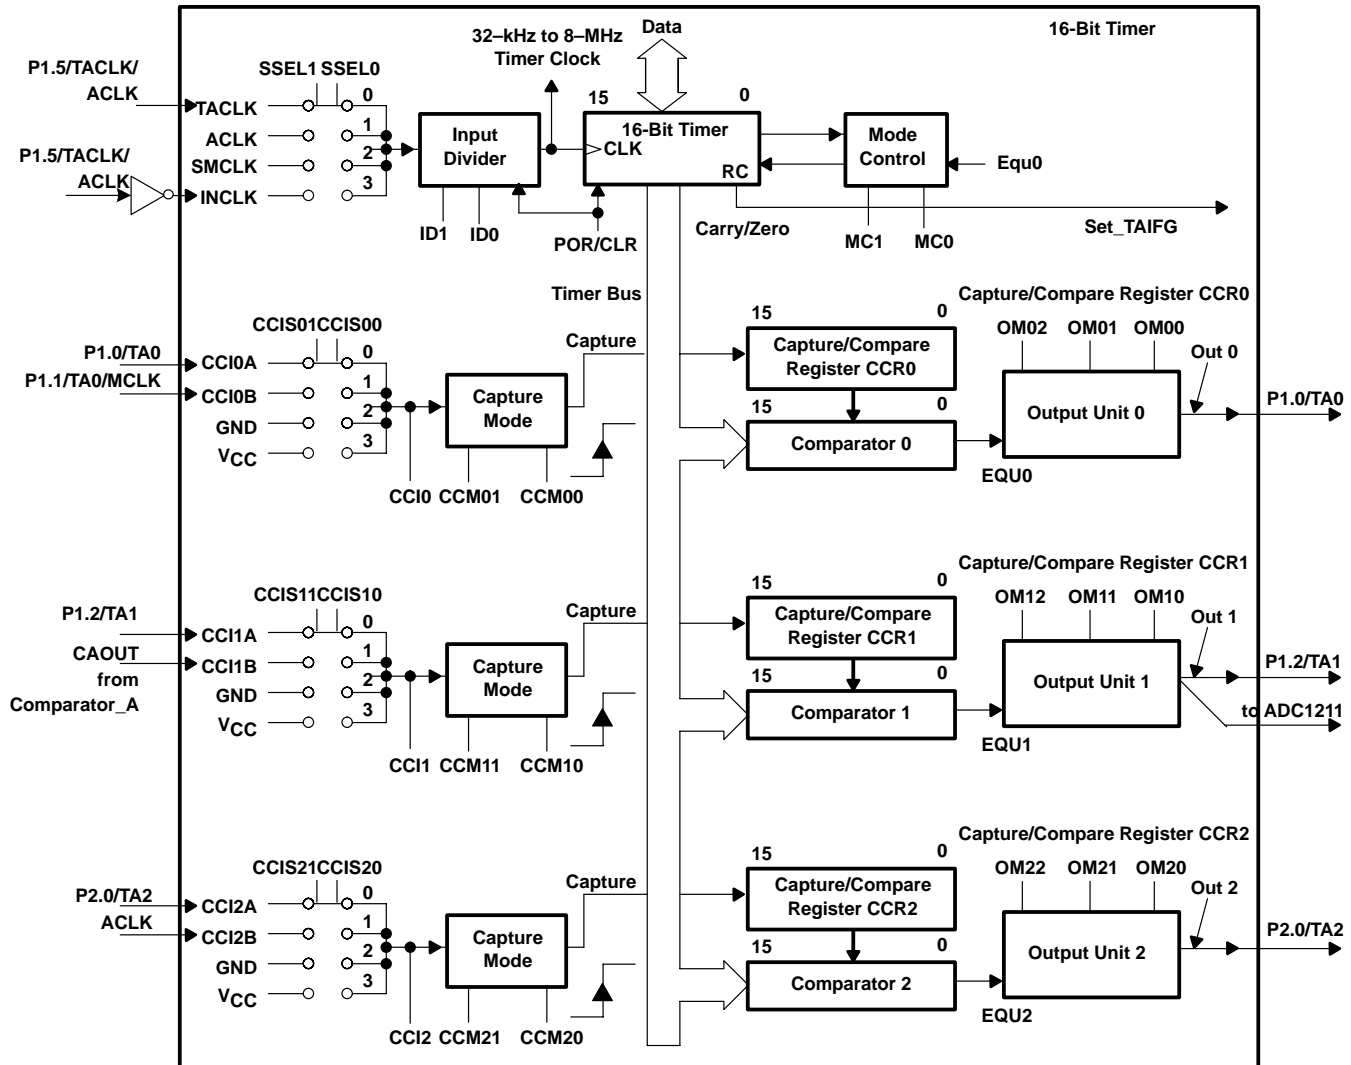 16-Bit Timer
32–kHz to 8–MHz
Timer Clock
Data
P1.5/TACLK/
ACLK
SSEL1 SSEL0
TACLK
0
ACLK
1
SMCLK
2
INCLK
3
P1.5/TACLK/
ACLK
Input
Divider
ID1
ID0
15
0
16-Bit Timer
CLK
RC
Mode
Control
Equ0
POR/CLR
Carry/Zero
MC1
MC0
Set_TAIFG
Timer Bus
CCIS01CCIS00
P1.0/TA0
P1.1/TA0/MCLK
CCI0A
0
CCI0B
1
GND
2
VCC
3
Capture
Mode
CCI0
CCM01
CCM00
Capture
15
0
Capture/Compare
Register CCR0
15
0
Comparator 0
EQU0
Capture/Compare Register CCR0
OM02
OM01
OM00
Output Unit 0
Out 0
P1.0/TA0
CCIS11CCIS10
P1.2/TA1
CAOUT
from
Comparator_A
CCI1A
0
CCI1B
1
GND
2
VCC
3
Capture
Mode
CCI1
CCM11
CCM10
Capture
15
0
Capture/Compare
Register CCR1
15
0
Comparator 1
EQU1
Capture/Compare Register CCR1
OM12
OM11
OM10
Output Unit 1
Out 1
P1.2/TA1
to ADC1211
CCIS21CCIS20
P2.0/TA2
ACLK
CCI2A
0
CCI2B
1
GND
2
VCC
3
Capture
Mode
CCI2
CCM21
CCM20
Capture
15
0
Capture/Compare
Register CCR2
15
0
Comparator 2
EQU2
Capture/Compare Register CCR2
OM22
OM21
OM20
Output Unit 2
Out 2
P2.0/TA2